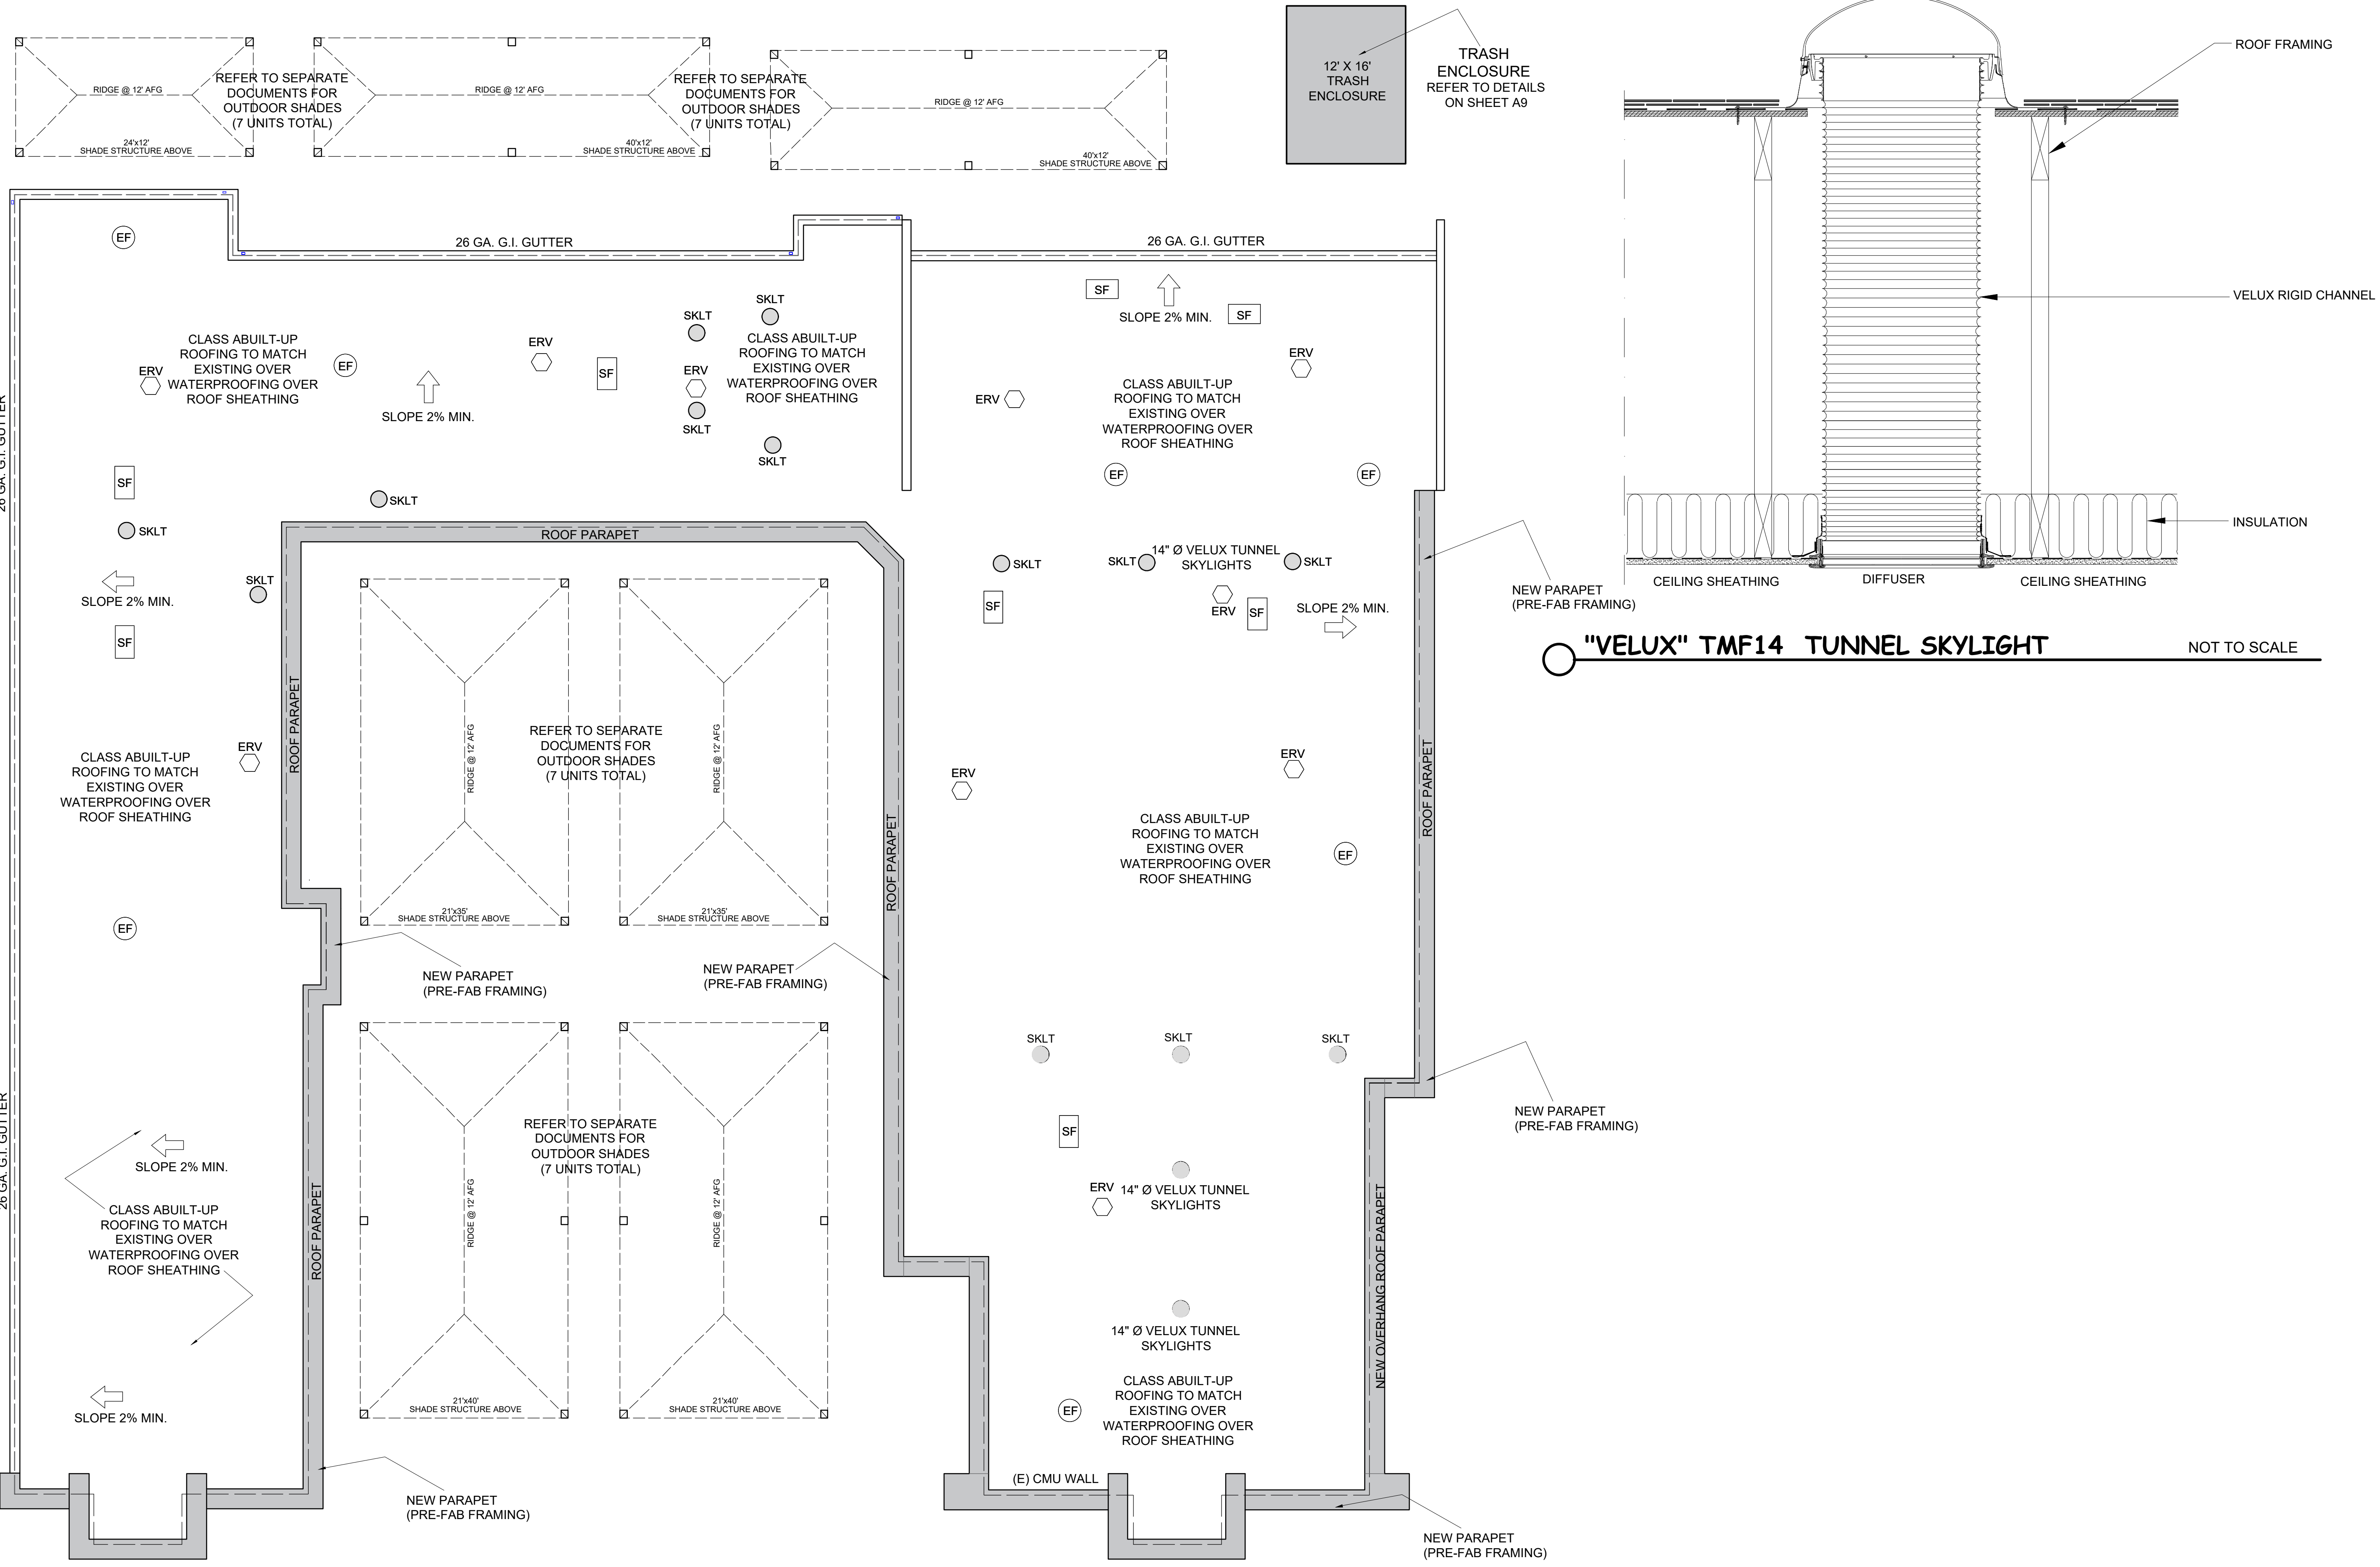 RIDGE @ 12' AFG
24'x12'
SHADE STRUCTURE ABOVE
REFER TO SEPARATE
DOCUMENTS FOR
OUTDOOR SHADES
(7 UNITS TOTAL)
RIDGE @ 12' AFG
40'x12'
SHADE STRUCTURE ABOVE
REFER TO SEPARATE
DOCUMENTS FOR
OUTDOOR SHADES
(7 UNITS TOTAL)
RIDGE @ 12' AFG
40'x12'
SHADE STRUCTURE ABOVE
12' X 16'
TRASH
ENCLOSURE
TRASH
ENCLOSURE
REFER TO DETAILS
ON SHEET A9
ROOF FRAMING
VELUX RIGID CHANNEL
INSULATION
CEILING SHEATHING
DIFFUSER
CEILING SHEATHING
"VELUX" TMF14 TUNNEL SKYLIGHT
NOT TO SCALE
EF
26 GA. G.I. GUTTER
26 GA. G.I. GUTTER
26 GA. G.I. GUTTER
CLASS ABUILT-UP
ROOFING TO MATCH
EXISTING OVER
WATERPROOFING OVER
ROOF SHEATHING
ERV
EF
SLOPE 2% MIN.
ERV
SF
SKLT
SKLT
ERV
SKLT
SKLT
CLASS ABUILT-UP
ROOFING TO MATCH
EXISTING OVER
WATERPROOFING OVER
ROOF SHEATHING
SF
SLOPE 2% MIN.
SF
ERV
ERV
CLASS ABUILT-UP
ROOFING TO MATCH
EXISTING OVER
WATERPROOFING OVER
ROOF SHEATHING
EF
EF
SF
SKLT
SKLT
SKLT
SLOPE 2% MIN.
SF
ROOF PARAPET
SKLT
SKLT
14" Ø VELUX TUNNEL
SKYLIGHTS
SKLT
SF
ERV
SF
SLOPE 2% MIN.
NEW PARAPET
(PRE-FAB FRAMING)
ROOF PARAPET
RIDGE @ 12' AFG
REFER TO SEPARATE
DOCUMENTS FOR
OUTDOOR SHADES
(7 UNITS TOTAL)
RIDGE @ 12' AFG
21'x35'
SHADE STRUCTURE ABOVE
21'x35'
SHADE STRUCTURE ABOVE
ERV
CLASS ABUILT-UP
ROOFING TO MATCH
EXISTING OVER
WATERPROOFING OVER
ROOF SHEATHING
EF
ROOF PARAPET
ERV
ERV
CLASS ABUILT-UP
ROOFING TO MATCH
EXISTING OVER
WATERPROOFING OVER
ROOF SHEATHING
EF
ROOF PARAPET
NEW PARAPET
(PRE-FAB FRAMING)
NEW PARAPET
(PRE-FAB FRAMING)
SKLT
SKLT
SKLT
NEW PARAPET
(PRE-FAB FRAMING)
26 GA. G.I. GUTTER
SLOPE 2% MIN.
CLASS ABUILT-UP
ROOFING TO MATCH
EXISTING OVER
WATERPROOFING OVER
ROOF SHEATHING
SLOPE 2% MIN.
ROOF PARAPET
REFER TO SEPARATE
DOCUMENTS FOR
OUTDOOR SHADES
(7 UNITS TOTAL)
RIDGE @ 12' AFG
RIDGE @ 12' AFG
21'x40'
SHADE STRUCTURE ABOVE
21'x40'
SHADE STRUCTURE ABOVE
SF
ERV
14" Ø VELUX TUNNEL
SKYLIGHTS
14" Ø VELUX TUNNEL
SKYLIGHTS
CLASS ABUILT-UP
ROOFING TO MATCH
EXISTING OVER
WATERPROOFING OVER
ROOF SHEATHING
EF
NEW OVERHANG ROOF PARAPET
(E) CMU WALL
NEW PARAPET
(PRE-FAB FRAMING)
NEW PARAPET
(PRE-FAB FRAMING)